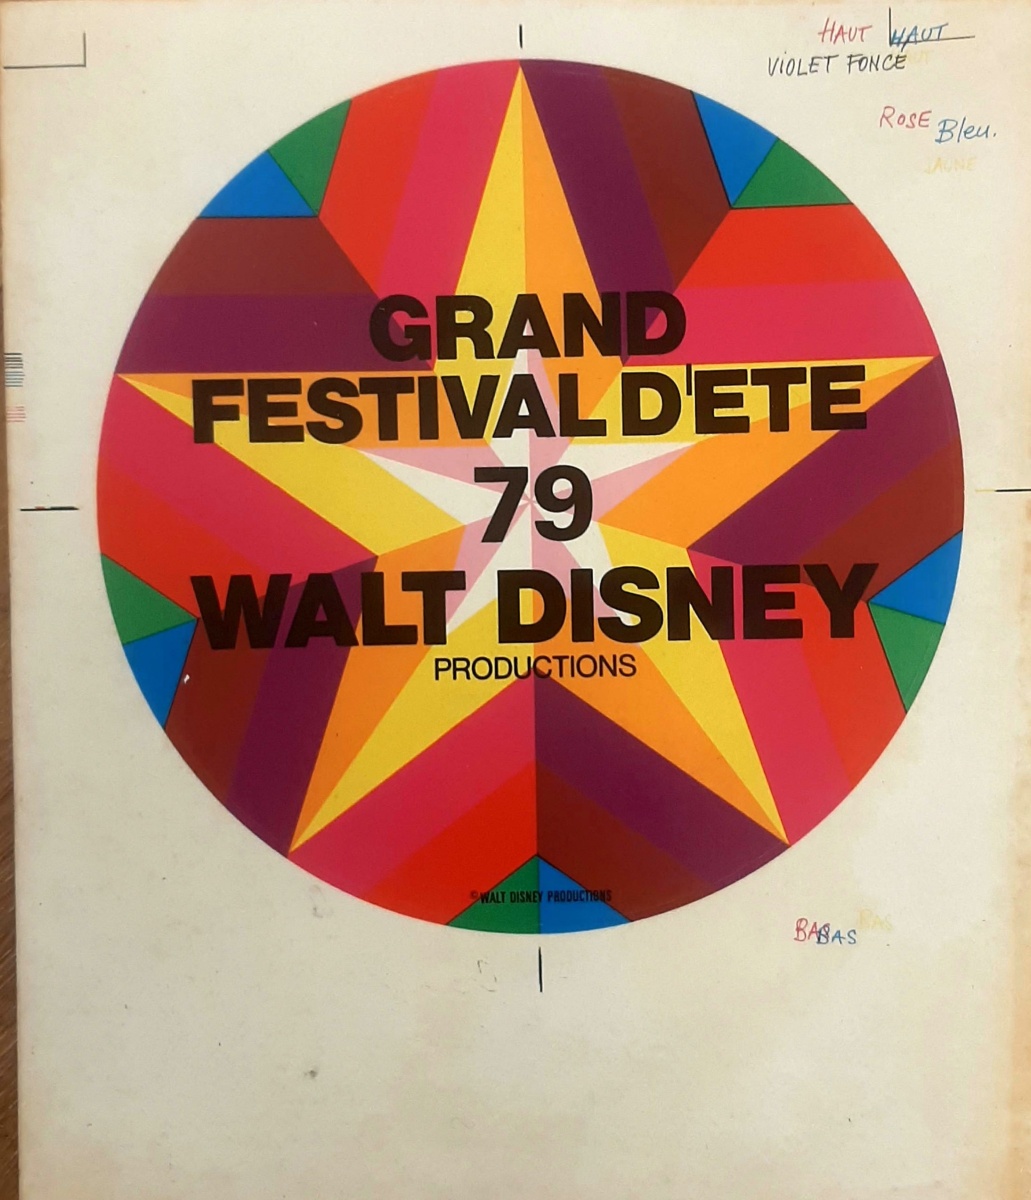 HAUT HAUT
VIOLET FONCE
ROSE Bleu.
JAUNE
GRAND
FESTIVAL D'ETE
79
WALT DISNEY
PRODUCTIONS
© WALT DISNEY PRODUCTIONS
BAS BAS BAS